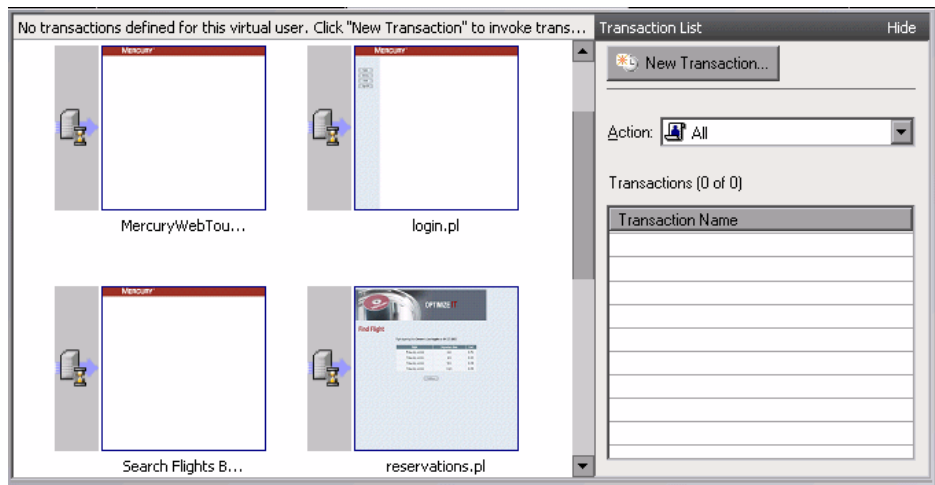 No transactions defined for this virtual user. Click "New Transaction" to invoke trans...
Transaction List
Hide
MERCURY
MERCURY
New Transaction...
Action:
All
MercuryWebTou...
login.pl
Transactions (0 of 0)
Transaction Name
MERCURY
OPTIMIZE IT
Find Flight
Search Flights B...
reservations.pl